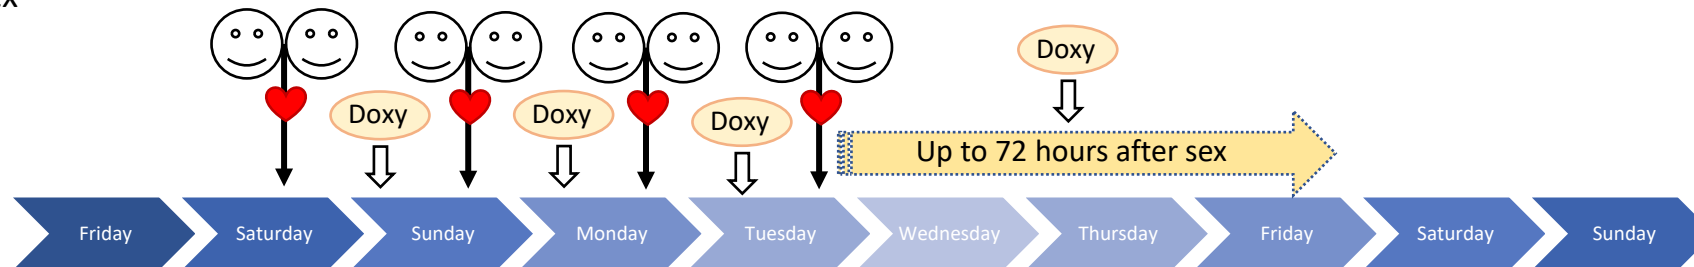 Doxy
Doxy
Doxy
Doxy
Up to 72 hours after sex
Friday
Saturday
Sunday
Monday
Tuesday
Wednesday
Thursday
Friday
Saturday
Sunday